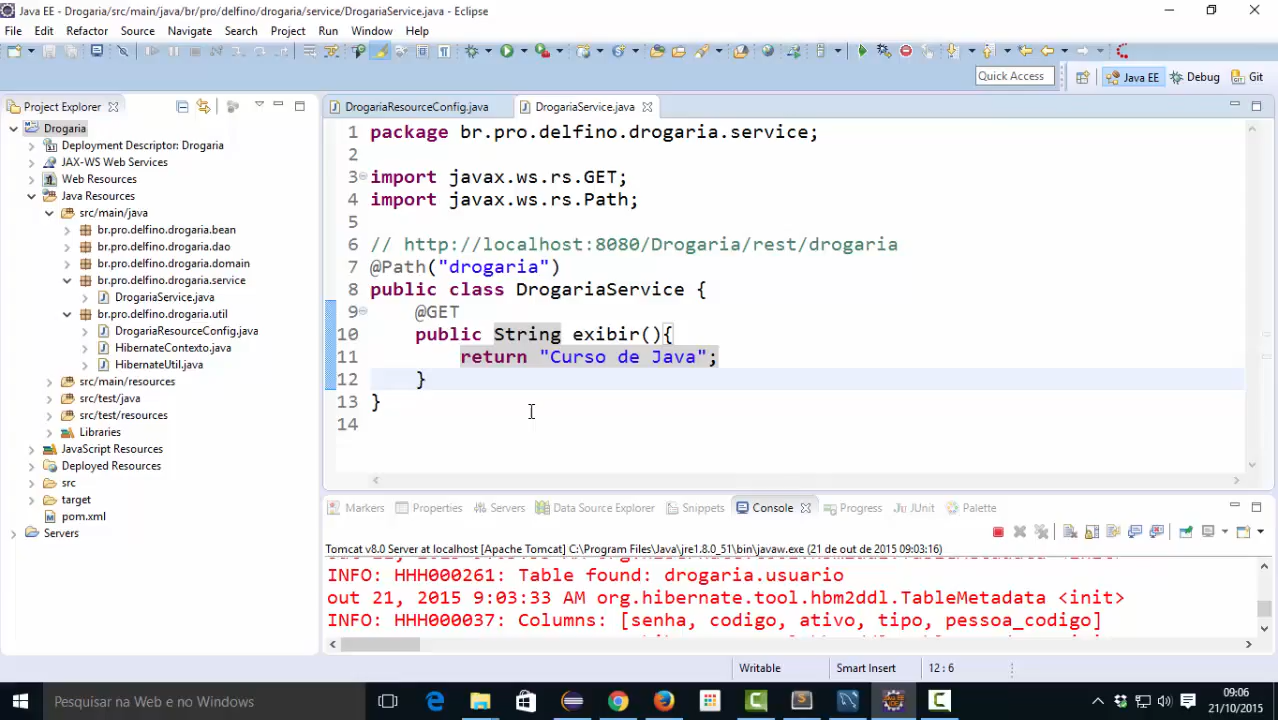 Java EE - Drogaria/src/main/java/br/pro/delfino/drogaria/service/DrogariaService.java - Eclipse
File Edit Refactor Source Navigate Search Project Run Window Help
Quick Access Java EE Debug Git
Project Explorer
DrogariaResourceConfig.java DrogariaService.java
Drogaria
Deployment Descriptor: Drogaria
JAX-WS Web Services
Web Resources
Java Resources
src/main/java
br.pro.delfino.drogaria.bean
br.pro.delfino.drogaria.dao
br.pro.delfino.drogaria.domain
br.pro.delfino.drogaria.service
DrogariaService.java
br.pro.delfino.drogaria.util
DrogariaResourceConfig.java
HibernateContexto.java
HibernateUtil.java
src/main/resources
src/test/java
src/test/resources
Libraries
JavaScript Resources
Deployed Resources
src
target
pom.xml
Servers
1 package br.pro.delfino.drogaria.service;
2
3 import javax.ws.rs.GET;
4 import javax.ws.rs.Path;
5
6 // http://localhost:8080/Drogaria/rest/drogaria
7 @Path("drogaria")
8 public class DrogariaService {
9 @GET
10 public String exibir(){
11 return "Curso de Java";
12 }
13 }
14
Markers Properties Servers Data Source Explorer Snippets Console Progress JUnit Palette
Tomcat v8.0 Server at localhost [Apache Tomcat] C:\Program Files\Java\jre1.8.0_51\bin\javaw.exe (21 de out de 2015 09:03:16)
INFO: HHH000261: Table found: drogaria.usuario
out 21, 2015 9:03:33 AM org.hibernate.tool.hbm2ddl.TableMetadata <init>
INFO: HHH000037: Columns: [senha, codigo, ativo, tipo, pessoa_codigo]
Writable Smart Insert 12 : 6
Pesquisar na Web e no Windows
09:06
21/10/2015